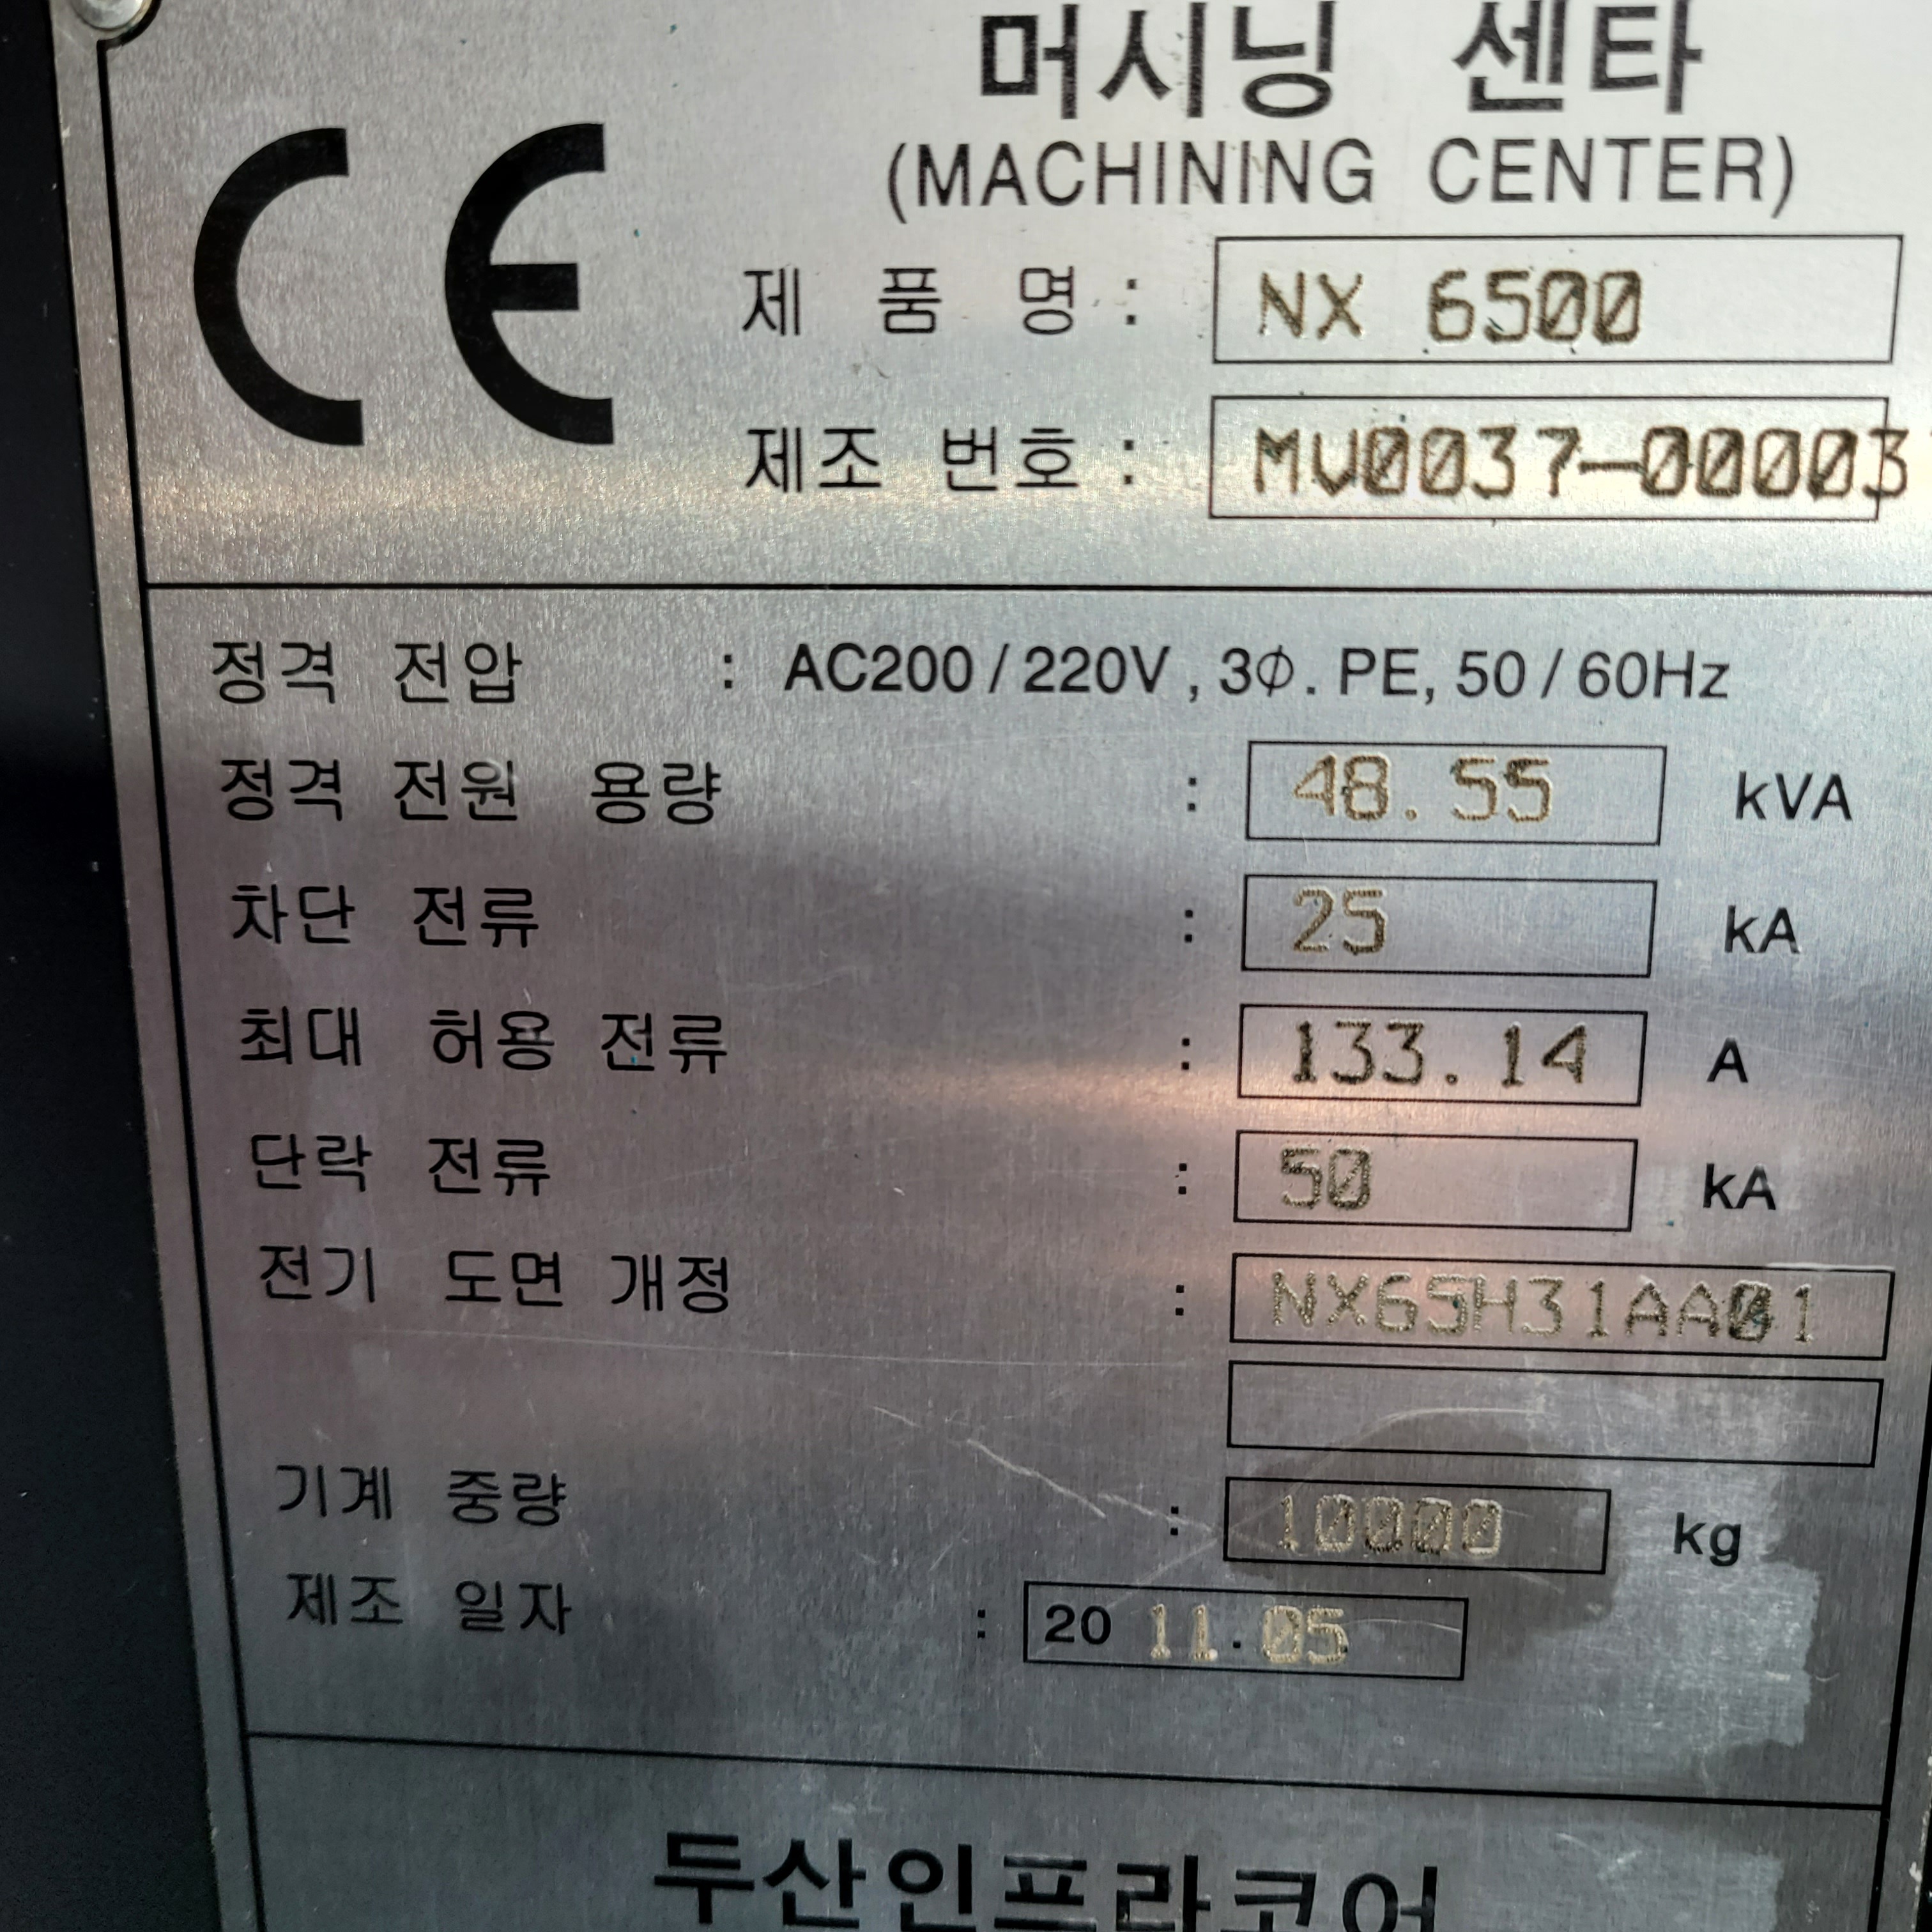 머시닝 센타
(MACHINING CENTER)
CE
제 품 명 : NX 6500
제조 번호 : MV0037-00003
정격 전압 : AC200 / 220V , 3Φ. PE, 50 / 60Hz
정격 전원 용량 : 48.55 kVA
차단 전류 : 25 kA
최대 허용 전류 : 133.14 A
단락 전류 : 50 kA
전기 도면 개정 : NX65H31AA01
기계 중량 : 10000 kg
제조 일자 : 20 11.05
두산인프라코어